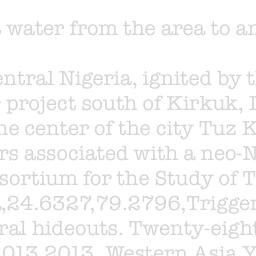 water from the area to an
entral Nigeria, ignited by t
project south of Kirkuk, I
he center of the city Tuz K
rs associated with a neo-N
sortium for the Study of T
,24.6327,79.2796,Trigger
ral hideouts. Twenty-eight
2013,2013, Western Asia Y